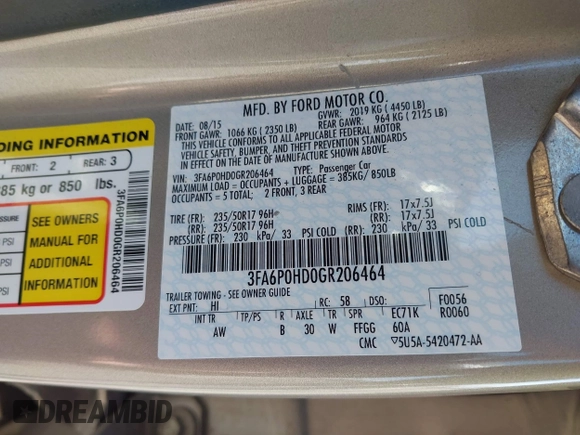 DING INFORMATION
FRONT: 2 REAR: 3
385 kg or 850 lbs.
SEE OWNERS
MANUAL FOR
ADDITIONAL
INFORMATION
PSI
PSI
PSI
3FA6P0HD0GR206464
MFD. BY FORD MOTOR CO.
DATE: 08/15 GVWR: 2019 KG ( 4450 LB)
FRONT GAWR: 1066 KG ( 2350 LB) REAR GAWR: 964 KG ( 2125 LB)
THIS VEHICLE CONFORMS TO ALL APPLICABLE FEDERAL MOTOR
VEHICLE SAFETY, BUMPER, AND THEFT PREVENTION STANDARDS
IN EFFECT ON THE DATE OF MANUFACTURE SHOWN ABOVE.
VIN: 3FA6P0HD0GR206464 TYPE: Passenger Car
MAXIMUM LOAD = OCCUPANTS + LUGGAGE = 385KG / 850LB
OCCUPANTS = 5 TOTAL: 2 FRONT, 3 REAR
TIRE (FR): 235/50R17 96H RIMS (FR): 17x7.5J
(RR): 235/50R17 96H (RR): 17x7.5J
PRESSURE (FR): 230 kPa/ 33 PSI COLD (RR): 230 kPa/ 33 PSI COLD
3FA6P0HD0GR206464
TRAILER TOWING - SEE OWNER GUIDE
EXT PNT: HI RC: 58 DSO: F0056
INT TR TP/PS R AXLE TR SPR EC71K R0060
AW B 30 W FFGG 60A
CMC ▽5U5A-5420472-AA
DREAMBID